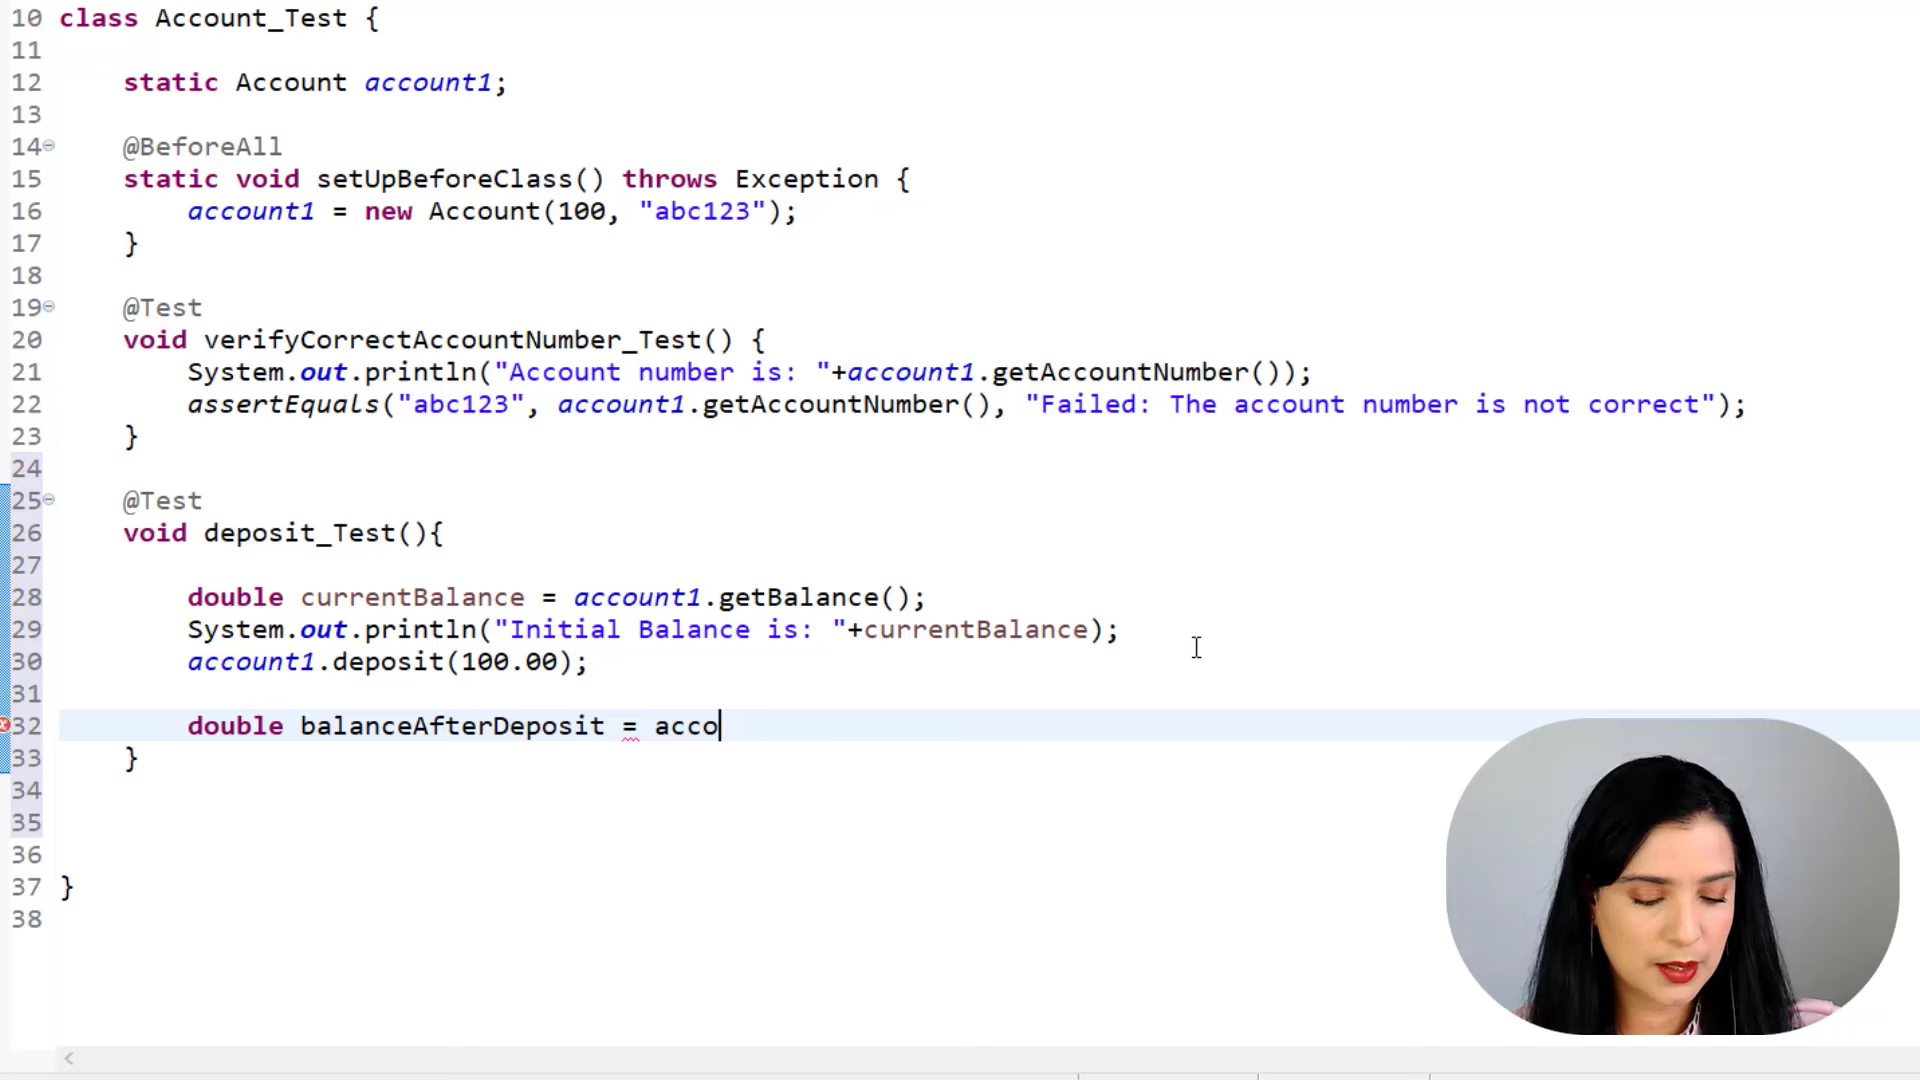 10 class Account_Test {
11
12 static Account account1;
13
14 @BeforeAll
15 static void setUpBeforeClass() throws Exception {
16 account1 = new Account(100, "abc123");
17 }
18
19 @Test
20 void verifyCorrectAccountNumber_Test() {
21 System.out.println("Account number is: "+account1.getAccountNumber());
22 assertEquals("abc123", account1.getAccountNumber(), "Failed: The account number is not correct");
23 }
24
25 @Test
26 void deposit_Test(){
27
28 double currentBalance = account1.getBalance();
29 System.out.println("Initial Balance is: "+currentBalance);
30 account1.deposit(100.00);
31
32 double balanceAfterDeposit = acco
33 }
34
35
36
37 }
38